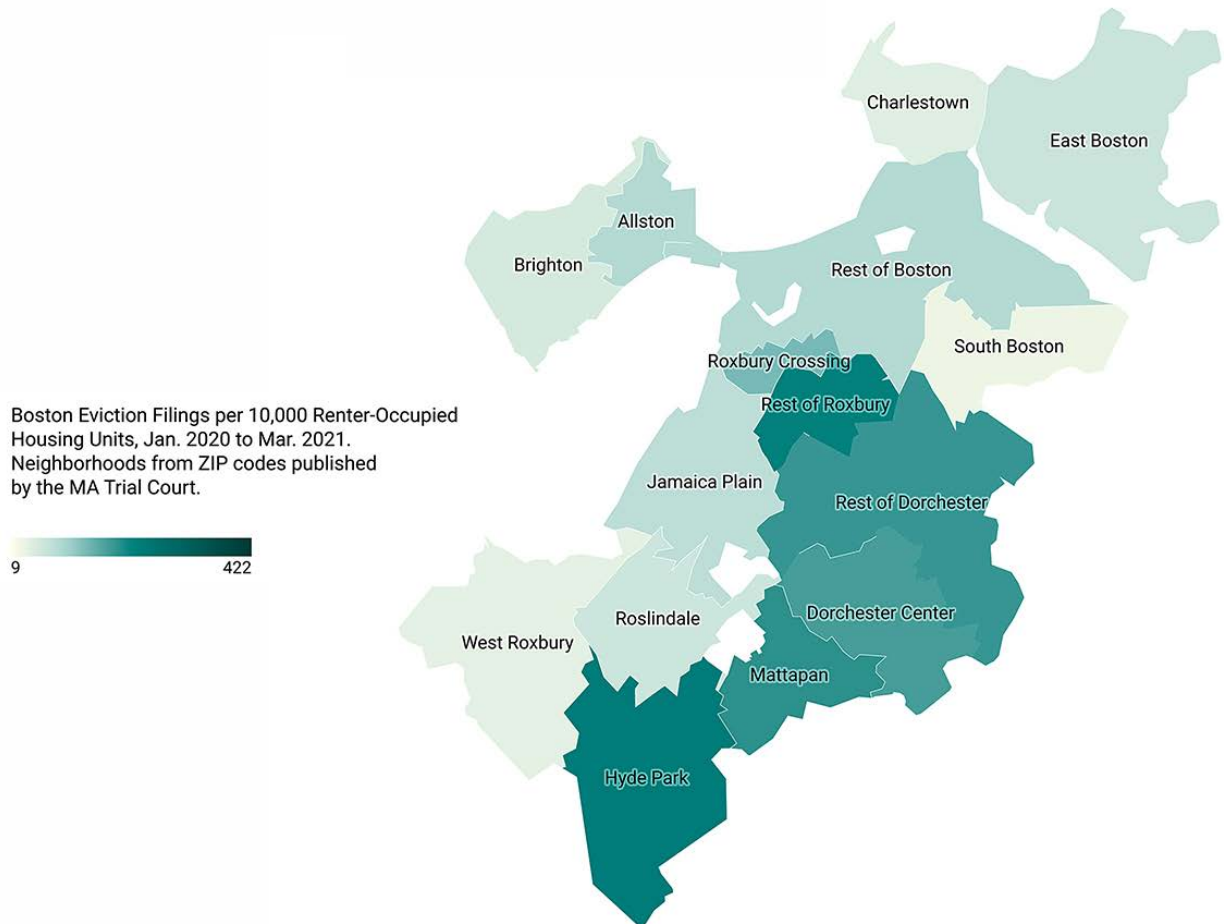 Charlestown
East Boston
Allston
Brighton
Rest of Boston
South Boston
Roxbury Crossing
Rest of Roxbury
Boston Eviction Filings per 10,000 Renter-Occupied
Housing Units, Jan. 2020 to Mar. 2021.
Neighborhoods from ZIP codes published
by the MA Trial Court.
Jamaica Plain
Rest of Dorchester
9
422
Dorchester Center
Roslindale
West Roxbury
Mattapan
Hyde Park